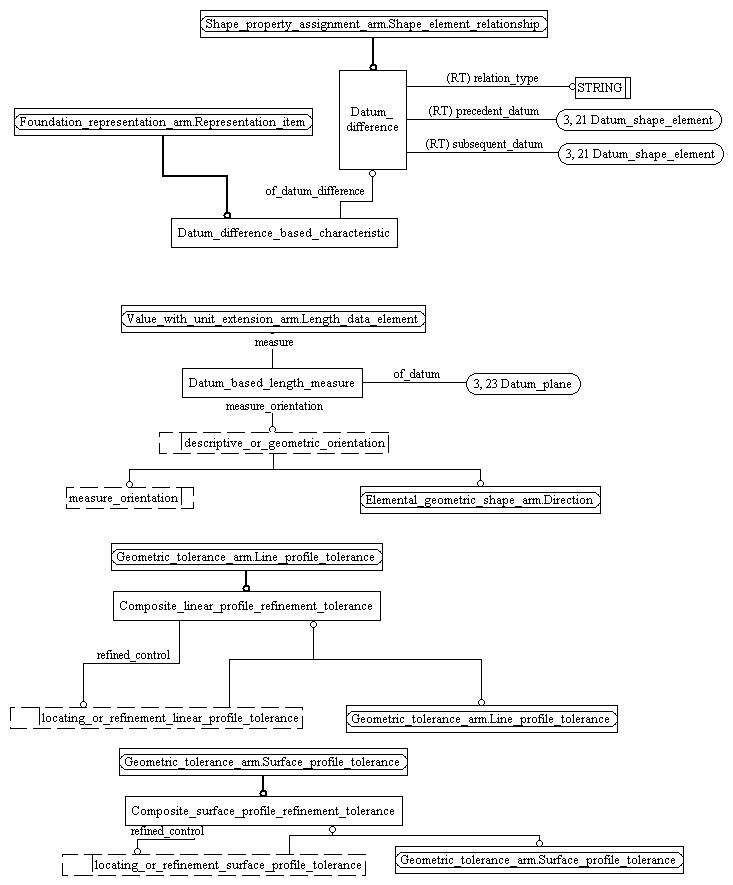 Shape_property_assignment_arm.Shape_element_relationship
(RT) relation_type
STRING
Datum_
difference
(RT) precedent_datum
3, 21 Datum_shape_element
Foundation_representation_arm.Representation_item
(RT) subsequent_datum
3, 21 Datum_shape_element
of_datum_difference
Datum_difference_based_characteristic
Value_with_unit_extension_arm.Length_data_element
measure
Datum_based_length_measure
of_datum
3, 23 Datum_plane
measure_orientation
descriptive_or_geometric_orientation
measure_orientation
Elemental_geometric_shape_arm.Direction
Geometric_tolerance_arm.Line_profile_tolerance
Composite_linear_profile_refinement_tolerance
refined_control
locating_or_refinement_linear_profile_tolerance
Geometric_tolerance_arm.Line_profile_tolerance
Geometric_tolerance_arm.Surface_profile_tolerance
Composite_surface_profile_refinement_tolerance
refined_control
locating_or_refinement_surface_profile_tolerance
Geometric_tolerance_arm.Surface_profile_tolerance